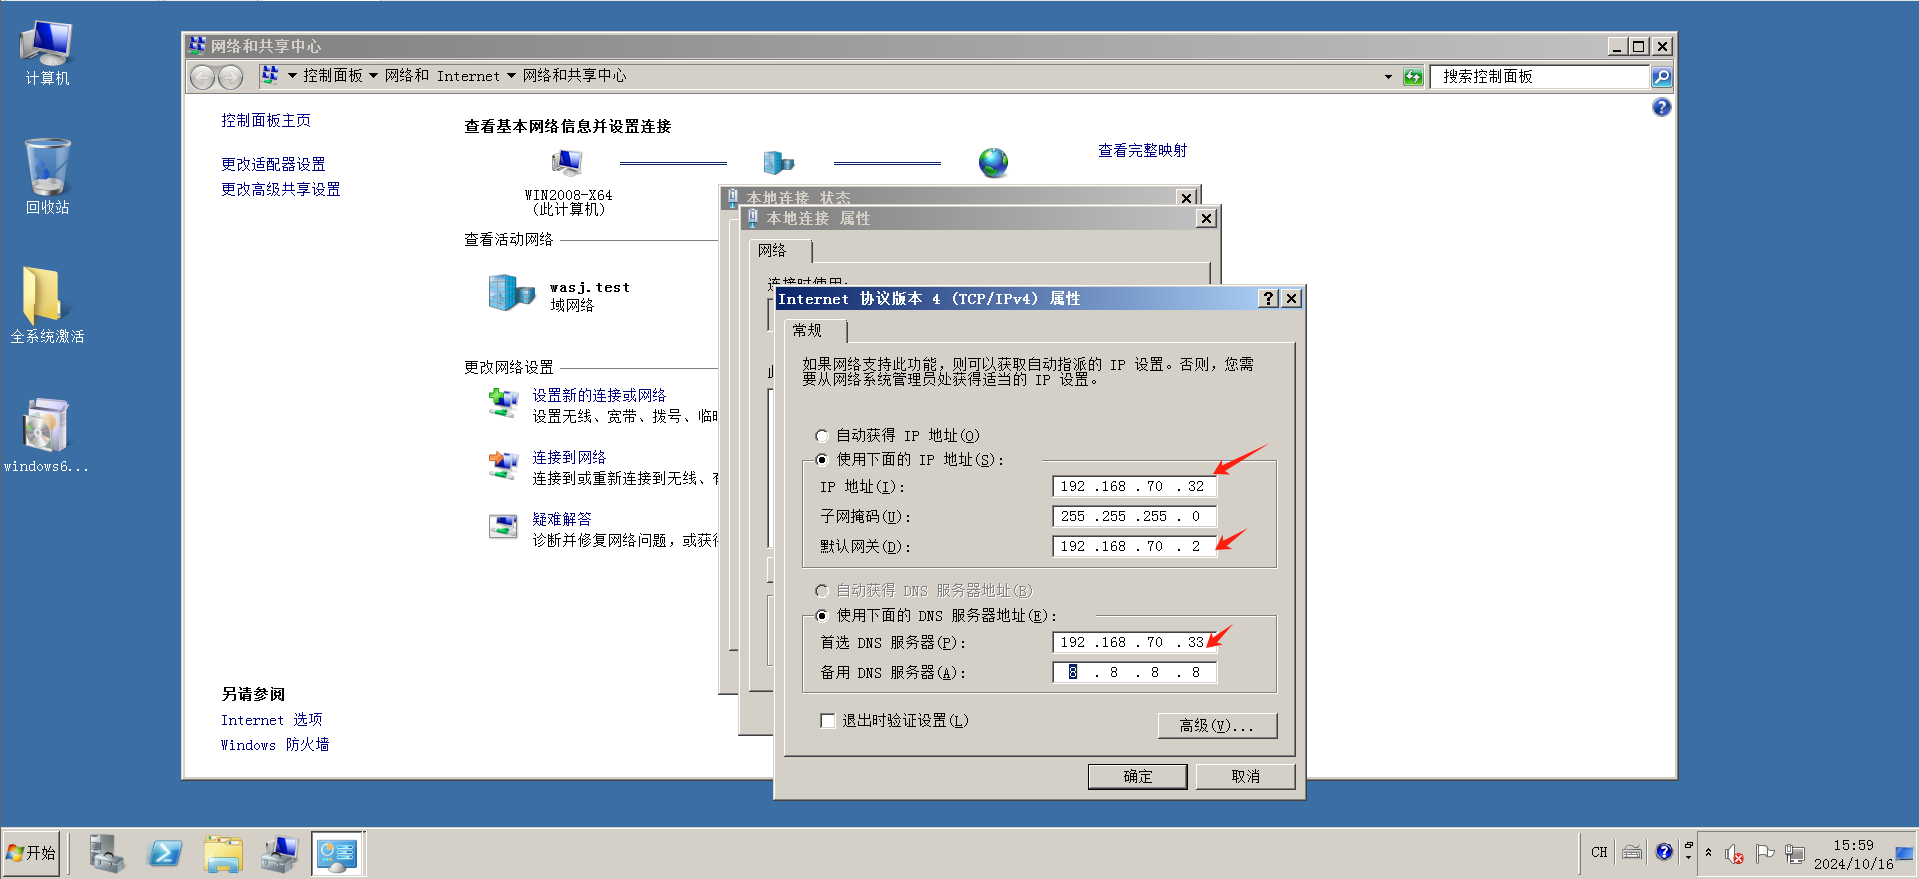 计算机
回收站
全系统激活
windows6...
网络和共享中心
控制面板 网络和 Internet 网络和共享中心
搜索控制面板
控制面板主页
更改适配器设置
更改高级共享设置
查看基本网络信息并设置连接
查看完整映射
WIN2008-X64
(此计算机)
查看活动网络
wasj.test
域网络
更改网络设置
设置新的连接或网络
设置无线、宽带、拨号、临
连接到网络
连接到或重新连接到无线、
疑难解答
诊断并修复网络问题，或获
另请参阅
Internet 选项
Windows 防火墙
本地连接 状态
本地连接 属性
网络
连接时使用:
Internet 协议版本 4 (TCP/IPv4) 属性
常规
如果网络支持此功能，则可以获取自动指派的 IP 设置。否则，您需
要从网络系统管理员处获得适当的 IP 设置。
自动获得 IP 地址(O)
使用下面的 IP 地址(S):
IP 地址(I): 192 .168 . 70 . 32
子网掩码(U): 255 .255 .255 . 0
默认网关(D): 192 .168 . 70 . 2
自动获得 DNS 服务器地址(B)
使用下面的 DNS 服务器地址(E):
首选 DNS 服务器(P): 192 .168 . 70 . 33
备用 DNS 服务器(A): 8 . 8 . 8 . 8
退出时验证设置(L)
高级(V)...
确定 取消
开始
CH
15:59
2024/10/16